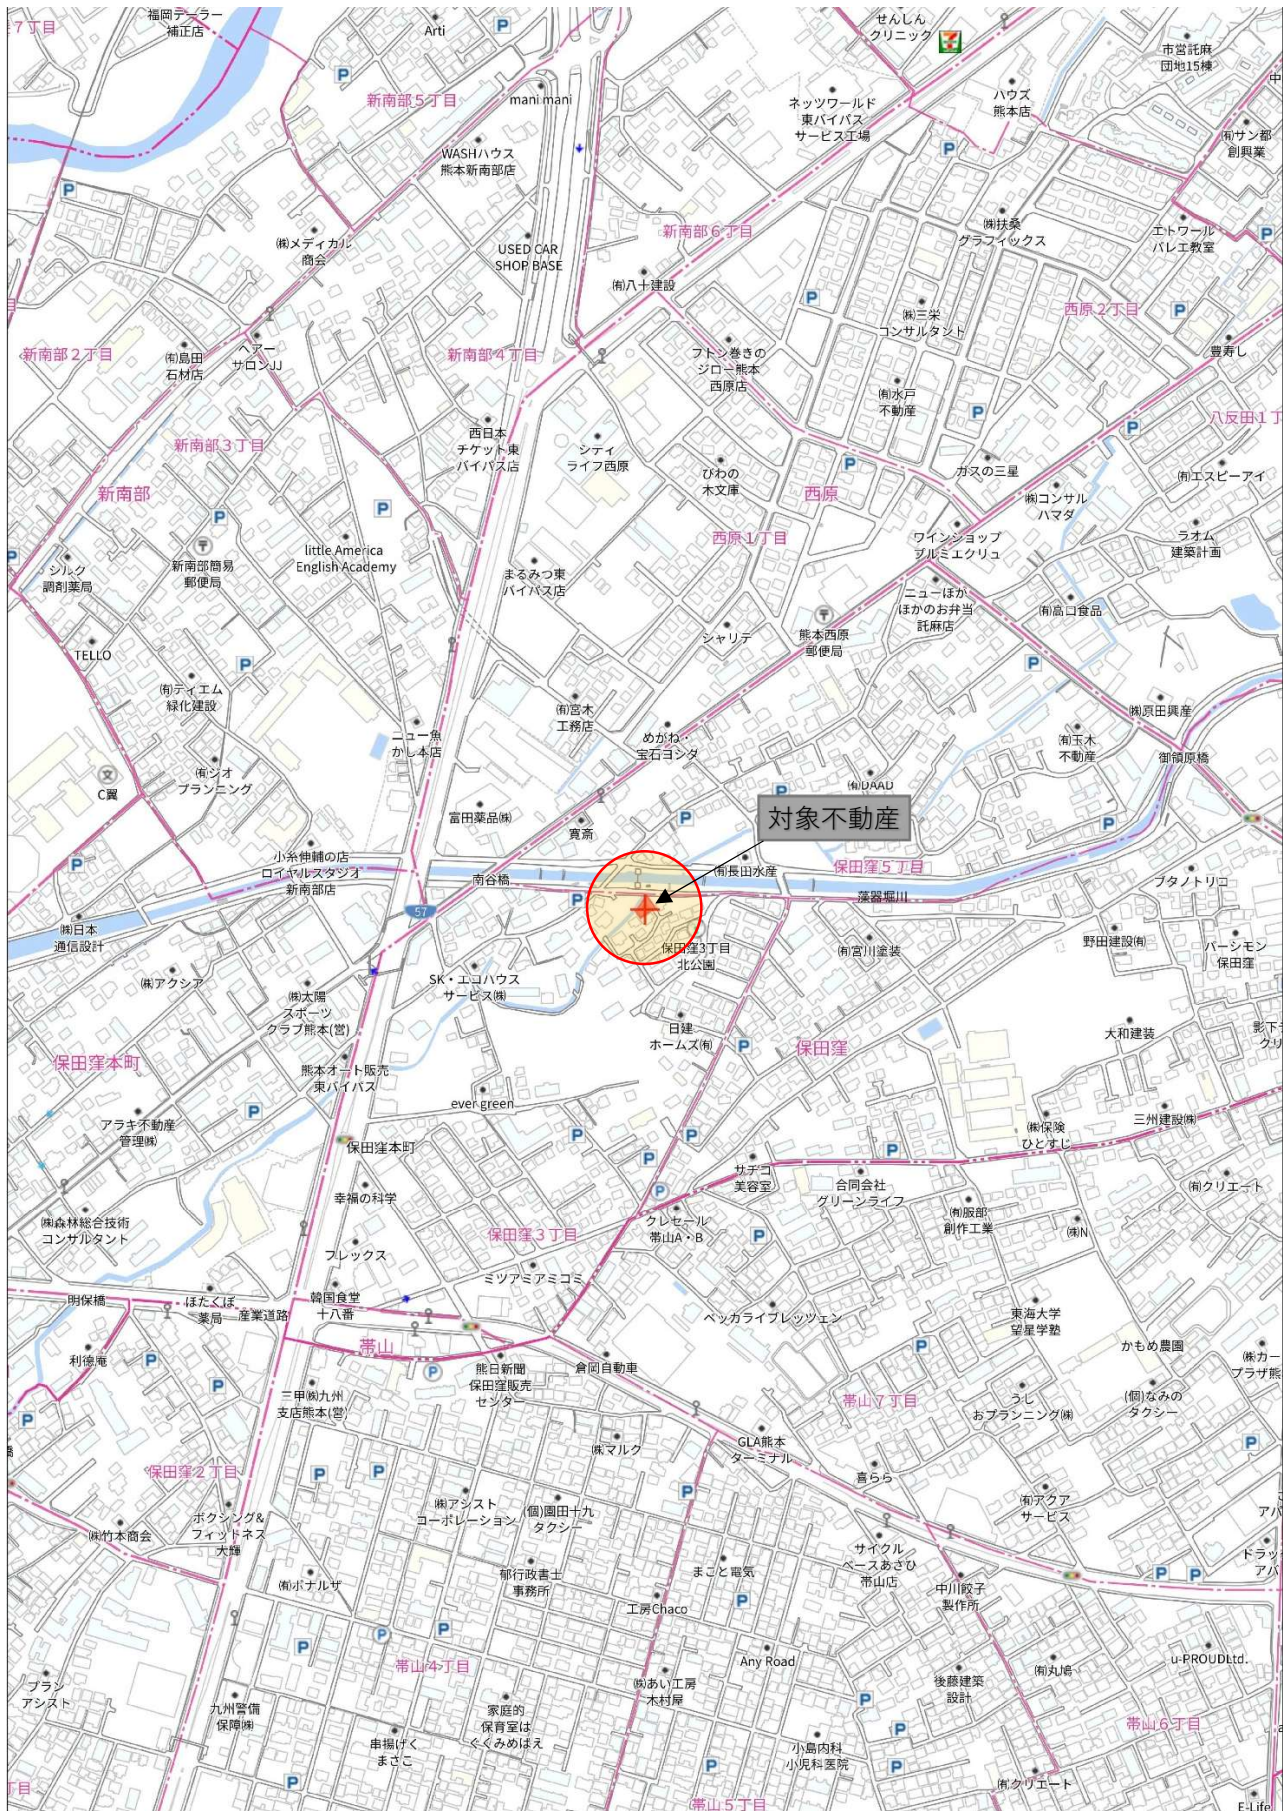 福岡テーラー
補正店
Arti
せんしん
クリニック
市営託麻
団地15棟
新南部5丁目
mani mani
ネッツワールド
東バイパス
サービス工場
ハウズ
熊本店
㈲サン都
創興業
WASHハウス
熊本新南部店
㈱メディカル
商会
USED CAR
SHOP BASE
新南部6丁目
㈱扶桑
グラフィックス
エトワール
バレエ教室
㈲八十建設
㈱三栄
コンサルタント
西原2丁目
新南部2丁目
㈲島田
石材店
ヘアー
サロンJJ
新南部4丁目
フトン巻きの
ジロー熊本
西原店
豊寿し
㈲水戸
不動産
八反田1丁
新南部3丁目
西日本
チケット東
バイパス店
シティ
ライフ西原
びわの
木文庫
ガスの三星
㈲エスピーアイ
新南部
西原
㈱コンサル
ハマダ
西原1丁目
ワインショップ
プルミエクリュ
ラオム
建築計画
シルク
調剤薬局
新南部簡易
郵便局
little America
English Academy
まるみつ東
バイパス店
ニューほか
ほかのお弁当
託麻店
㈲高口食品
TELLO
シャリテ
熊本西原
郵便局
㈲ティエム
緑化建設
㈲宮木
工務店
㈱原田興産
ニュー魚
かし本店
めがね・
宝石ヨシダ
㈲玉木
不動産
御領原橋
C翼
㈲ジオ
プランニング
㈲DAAD
富田薬品㈱
寛斎
対象不動産
小糸伸輔の店
ロイヤルスタジオ
新南部店
南谷橋
㈲長田水産
保田窪5丁目
ブタノトリコ
藻器堀川
57
㈱日本
通信設計
保田窪3丁目
北公園
㈲宮川塗装
野田建設㈲
パーシモン
保田窪
㈱アクシア
㈱太陽
スポーツ
クラブ熊本(営)
SK・エコハウス
サービス㈱
日建
ホームズ㈲
大和建装
保田窪本町
熊本オート販売
東バイパス
保田窪
ever green
アラキ不動産
管理㈱
保田窪本町
㈱保険
ひとすじ
三州建設㈱
サチコ
美容室
合同会社
グリーンライフ
㈲クリエート
幸福の科学
㈱森林総合技術
コンサルタント
保田窪3丁目
クレセール
帯山A・B
㈲服部
創作工業
㈱N
フレックス
ミツアミアミコミ
明保橋
ほたくぼ
薬局
産業道路
韓国食堂
十八番
ベッカライブレッツェン
東海大学
望星学塾
かもめ農園
利德庵
帯山
熊日新聞
保田窪販売
センター
倉岡自動車
㈱カー
プラザ熊
三甲㈱九州
支店熊本(営)
帯山7丁目
うし
おプランニング㈱
(個)なみの
タクシー
㈱マルク
GLA熊本
ターミナル
保田窪2丁目
喜らら
㈱アシスト
コーポレーション
(個)園田十九
タクシー
㈲アクア
サービス
㈱竹本商会
ボクシング&
フィットネス
大輝
サイクル
ベースあさひ
帯山店
㈲ボナルザ
郁行政書士
事務所
まこと電気
中川餃子
製作所
工房Chaco
帯山4丁目
Any Road
u-PROUDLtd.
プラン
アシスト
㈱あい工房
木村屋
後藤建築
設計
㈲丸鳩
九州警備
保障㈱
家庭的
保育室は
ぐくみめばえ
帯山6丁目
串揚げく
まさこ
小島内科
小児科医院
㈲クリエート
帯山5丁目
E-Life